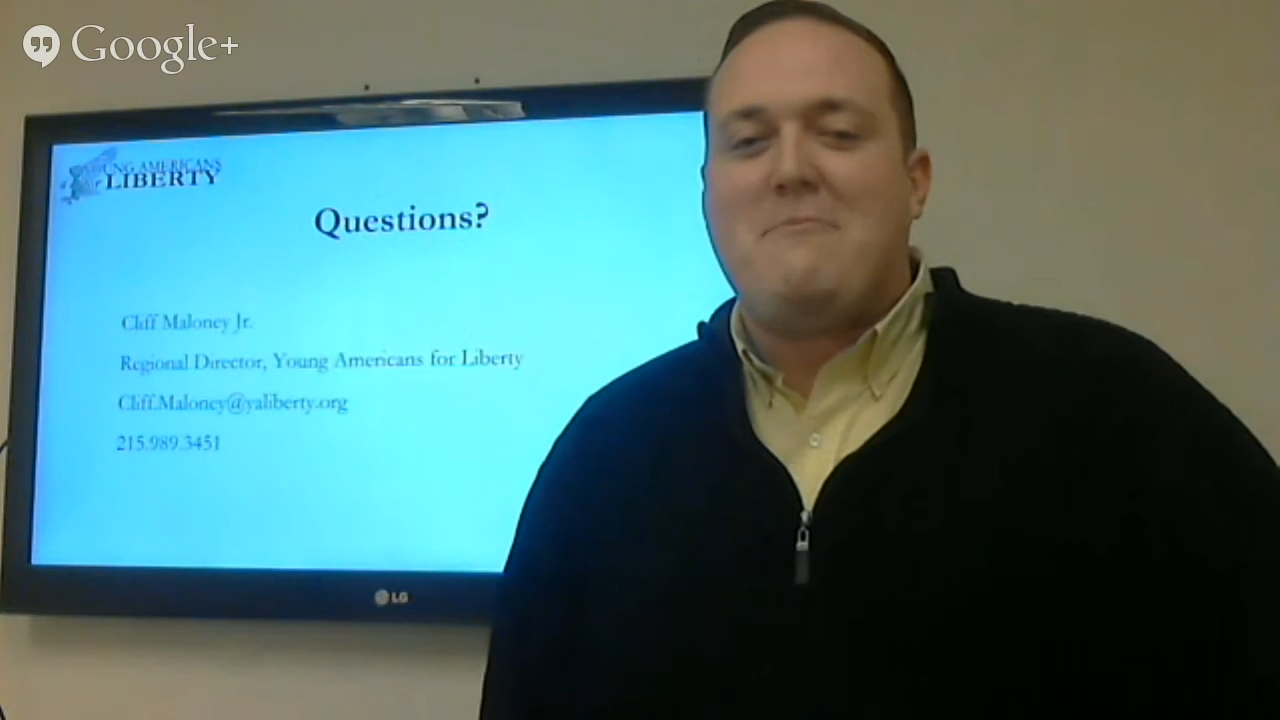 Google+
YOUNG AMERICANS
LIBERTY
Questions?
Cliff Maloney Jr.
Regional Director, Young Americans for Liberty
Cliff.Maloney@yaliberty.org
215.989.3451
LG